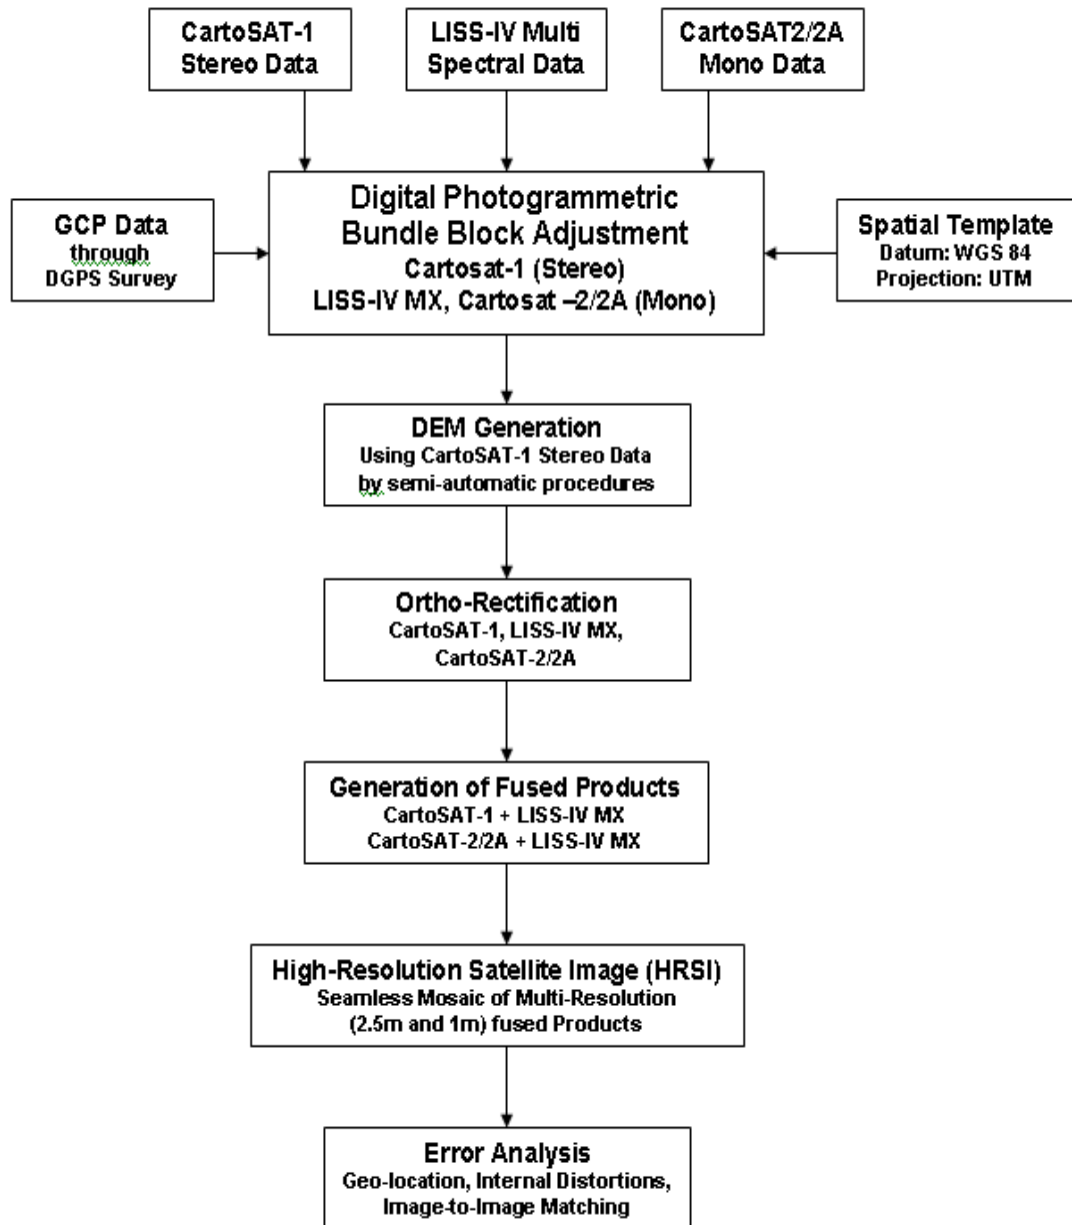 CartoSAT-1
Stereo Data
LISS-IV Multi
Spectral Data
CartoSAT2/2A
Mono Data
GCP Data
through
DGPS Survey
Digital Photogrammetric
Bundle Block Adjustment
Cartosat-1 (Stereo)
LISS-IV MX, Cartosat –2/2A (Mono)
Spatial Template
Datum: WGS 84
Projection: UTM
DEM Generation
Using CartoSAT-1 Stereo Data
by semi-automatic procedures
Ortho-Rectification
CartoSAT-1, LISS-IV MX,
CartoSAT-2/2A
Generation of Fused Products
CartoSAT-1 + LISS-IV MX
CartoSAT-2/2A + LISS-IV MX
High-Resolution Satellite Image (HRSI)
Seamless Mosaic of Multi-Resolution
(2.5m and 1m) fused Products
Error Analysis
Geo-location, Internal Distortions,
Image-to-Image Matching